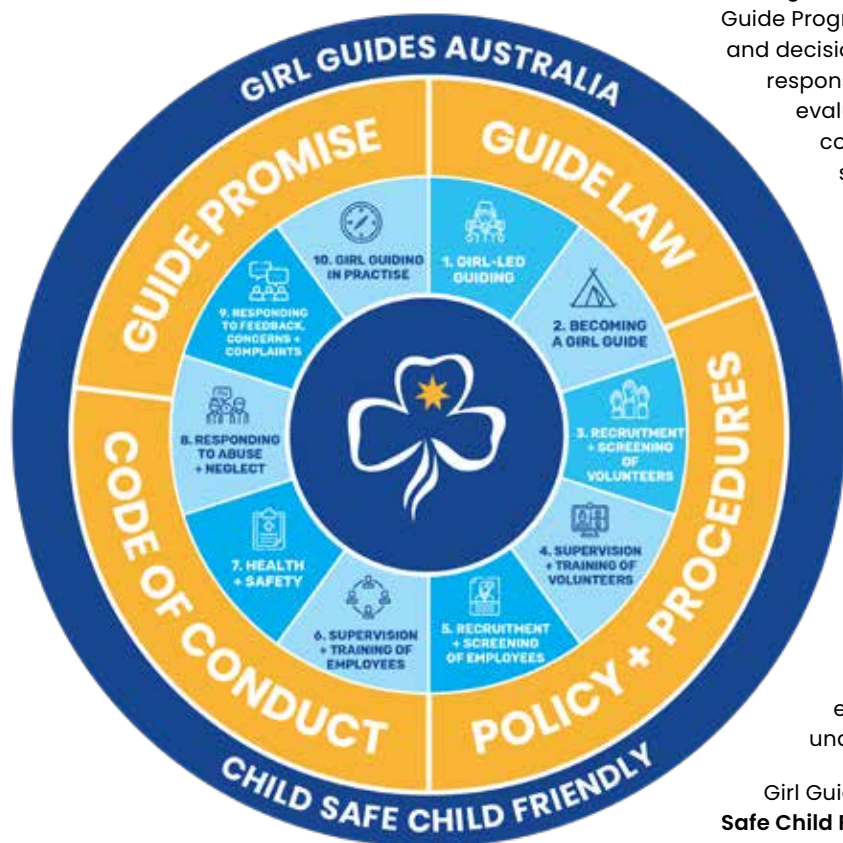 GIRL GUIDES AUSTRALIA
GUIDE PROMISE
GUIDE LAW
POLICY + PROCEDURES
CODE OF CONDUCT
CHILD SAFE CHILD FRIENDLY
1. GIRL-LED
GUIDING
2. BECOMING
A GIRL GUIDE
3. RECRUITMENT
+ SCREENING
OF
VOLUNTEERS
4. SUPERVISION
+ TRAINING OF
VOLUNTEERS
5. RECRUITMENT
+ SCREENING
OF EMPLOYEES
6. SUPERVISION
+ TRAINING OF
EMPLOYEES
7. HEALTH
+ SAFETY
8. RESPONDING
TO ABUSE
+ NEGLECT
9. RESPONDING
TO FEEDBACK,
CONCERNS +
COMPLAINTS
10. GIRL GUIDING
IN PRACTISE
Guide Progr
and decisio
respon
evalu
co
s
e
und
Girl Guid
Safe Child F